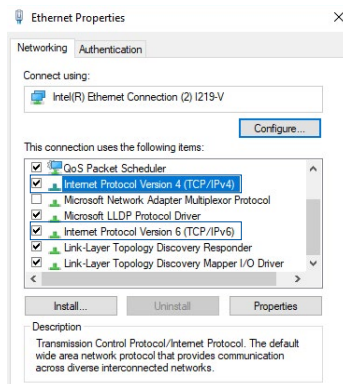 Ethernet Properties
Networking
Authentication
Connect using:
Intel(R) Ethernet Connection (2) I219-V
Configure...
This connection uses the following items:
QoS Packet Scheduler
Internet Protocol Version 4 (TCP/IPv4)
Microsoft Network Adapter Multiplexor Protocol
Microsoft LLDP Protocol Driver
Internet Protocol Version 6 (TCP/IPv6)
Link-Layer Topology Discovery Responder
Link-Layer Topology Discovery Mapper I/O Driver
Install...
Uninstall
Properties
Description
Transmission Control Protocol/Internet Protocol. The default
wide area network protocol that provides communication
across diverse interconnected networks.